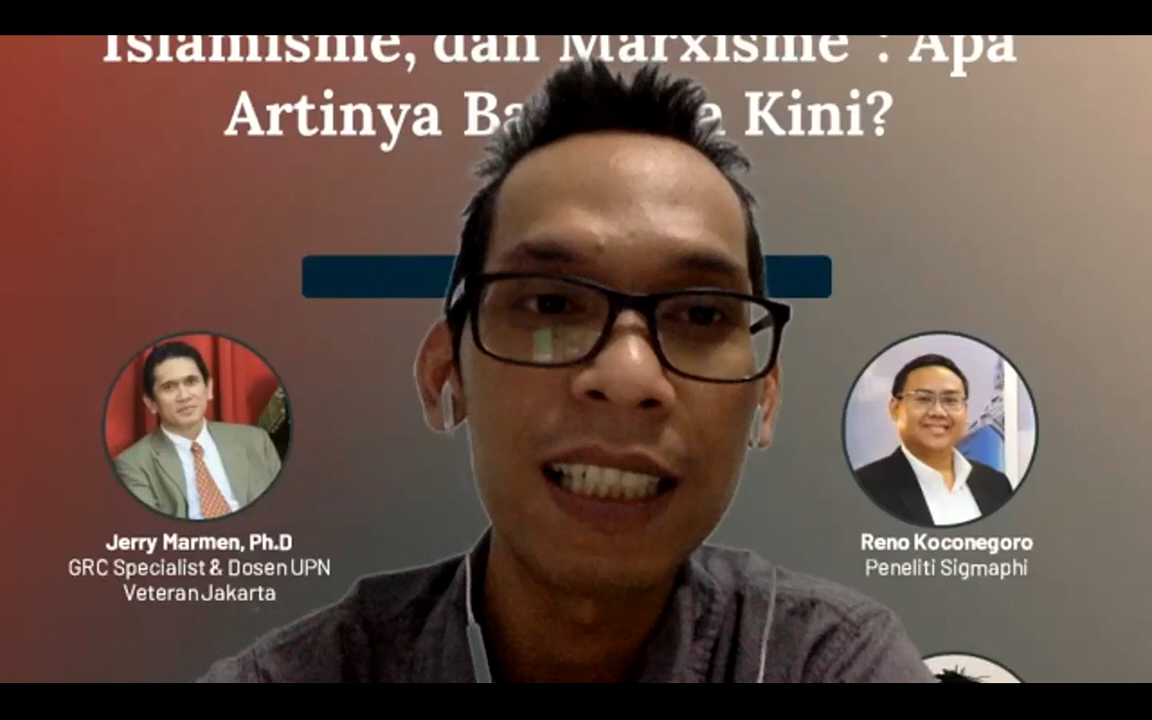 Islamisme, dan Marxisme": Apa
Artinya Kini?
Jerry Marmen, Ph.D
GRC Specialist & Dosen UPN
Veteran Jakarta
Reno Koconegoro
Peneliti Sigmaphi